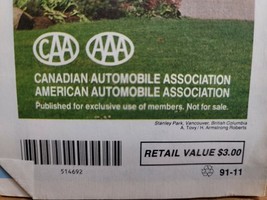 CAA AAA
CANADIAN AUTOMOBILE ASSOCIATION
AMERICAN AUTOMOBILE ASSOCIATION
Published for exclusive use of members. Not for sale.
Stanley Park, Vancouver, British Columbia
A. Tovy/H. Armstrong Roberts
RETAIL VALUE $3.00
514692
91-11